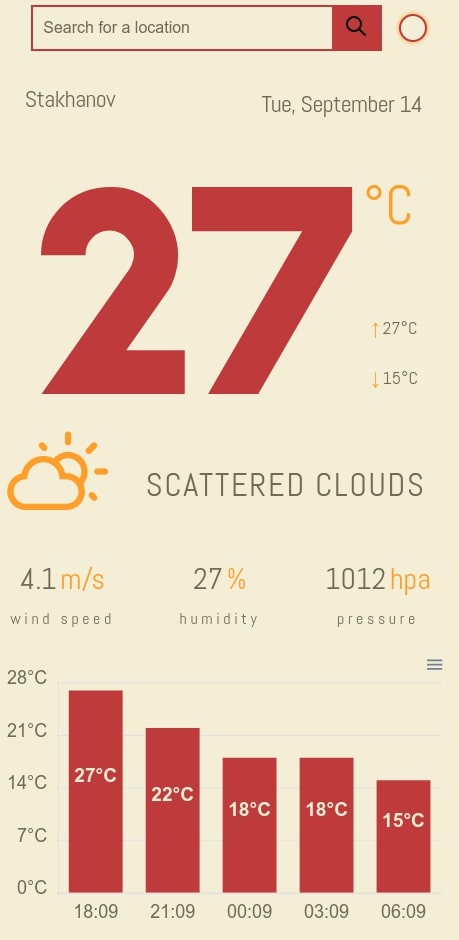 Search for a location
Stakhanov
Tue, September 14
27 °C
↑27°C
↓15°C
SCATTERED CLOUDS
4.1 m/s 27 % 1012 hpa
wind speed humidity pressure
28°C
21°C
14°C
7°C
0°C
27°C 22°C 18°C 18°C 15°C
18:09 21:09 00:09 03:09 06:09